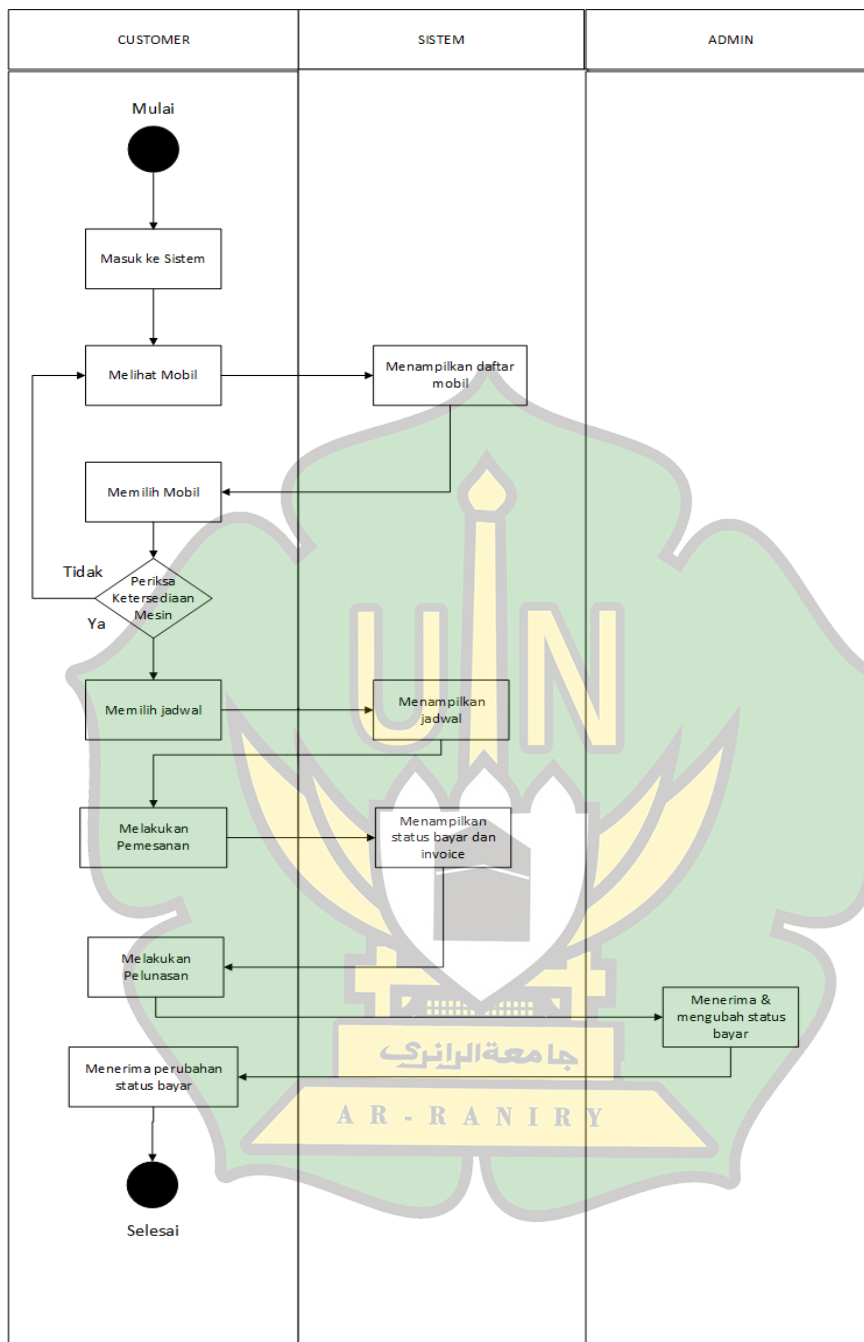 CUSTOMER
SISTEM
ADMIN
Mulai
Masuk ke Sistem
Melihat Mobil
Menampilkan daftar
mobil
Memilih Mobil
Tidak
Periksa
Ketersediaan
Mesin
Ya
Memilih jadwal
Menampilkan
jadwal
UIN
Melakukan
Pemesanan
Menampilkan
status bayar dan
invoice
Melakukan
Pelunasan
Menerima &
mengubah status
bayar
جامعة الرانري
Menerima perubahan
status bayar
AR-RANIRY
Selesai